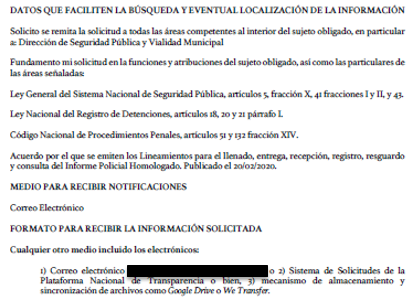 DATOS QUE FACILITEN LA BÚSQUEDA Y EVENTUAL LOCALIZACIÓN DE LA INFORMACIÓN
Solicito se remita la solicitud a todas las áreas competentes al interior del sujeto obligado, en particular
a: Dirección de Seguridad Pública y Vialidad Municipal
Fundamento mi solicitud en la funciones y atribuciones del sujeto obligado, así como las particulares de
las áreas señaladas:
Ley General del Sistema Nacional de Seguridad Pública, artículos 5, fracción X, 41 fracciones I y II, y 43.
Ley Nacional del Registro de Detenciones, artículos 18, 20 y 21 párrafo I.
Código Nacional de Procedimientos Penales, artículos 51 y 132 fracción XIV.
Acuerdo por el que se emiten los Lineamientos para el llenado, entrega, recepción, registro, resguardo
y consulta del Informe Policial Homologado. Publicado el 20/02/2020.
MEDIO PARA RECIBIR NOTIFICACIONES
Correo Electrónico
FORMATO PARA RECIBIR LA INFORMACIÓN SOLICITADA
Cualquier otro medio incluido los electrónicos:
1) Correo electrónico o 2) Sistema de Solicitudes de la
Plataforma Nacional de Transparencia o bien, 3) mecanismo de almacenamiento y
sincronización de archivos como Google Drive o We Transfer.